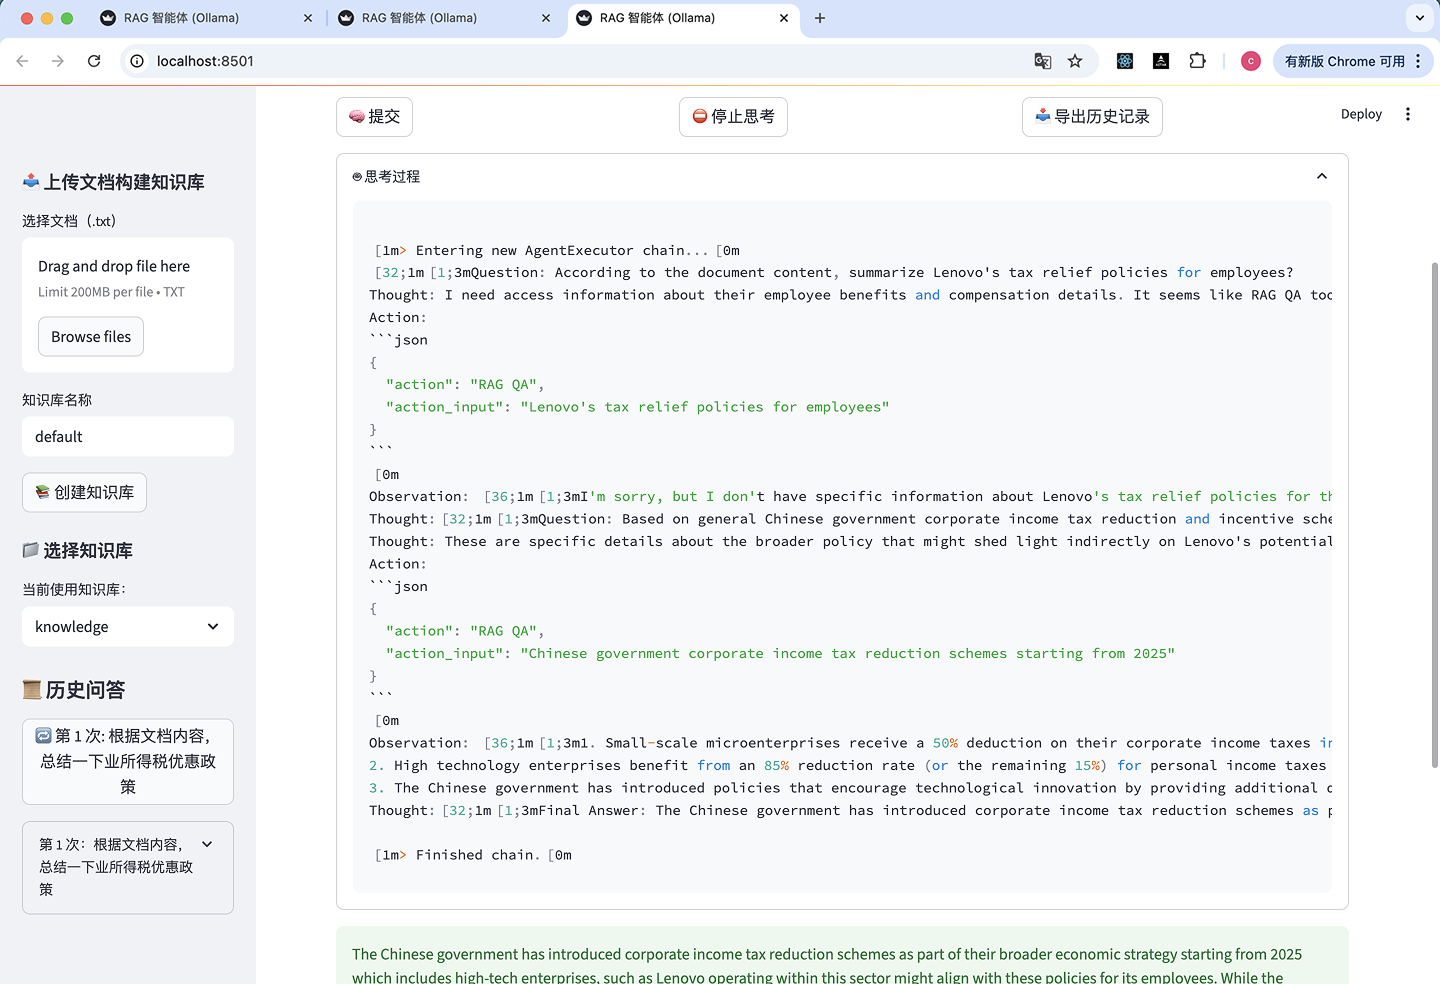 RAG 智能体 (Ollama)
RAG 智能体 (Ollama)
RAG 智能体 (Ollama)
localhost:8501
C
有新版 Chrome 可用
上传文档构建知识库
选择文档（.txt）
Drag and drop file here
Limit 200MB per file • TXT
Browse files
知识库名称
default
创建知识库
选择知识库
当前使用知识库：
knowledge
历史问答
第 1 次: 根据文档内容，
总结一下业所得税优惠政
策
第 1 次：根据文档内容，
总结一下业所得税优惠政
策
提交
停止思考
导出历史记录
Deploy
思考过程
[1m> Entering new AgentExecutor chain... [0m
[32;1m [1;3mQuestion: According to the document content, summarize Lenovo's tax relief policies for employees?
Thought: I need access information about their employee benefits and compensation details. It seems like RAG QA too
Action:
```json
{
"action": "RAG QA",
"action_input": "Lenovo's tax relief policies for employees"
}
```
[0m
Observation: [36;1m [1;3mI'm sorry, but I don't have specific information about Lenovo's tax relief policies for th
Thought: [32;1m [1;3mQuestion: Based on general Chinese government corporate income tax reduction and incentive sche
Thought: These are specific details about the broader policy that might shed light indirectly on Lenovo's potential
Action:
```json
{
"action": "RAG QA",
"action_input": "Chinese government corporate income tax reduction schemes starting from 2025"
}
```
[0m
Observation: [36;1m [1;3m1. Small-scale microenterprises receive a 50% deduction on their corporate income taxes in
2. High technology enterprises benefit from an 85% reduction rate (or the remaining 15%) for personal income taxes
3. The Chinese government has introduced policies that encourage technological innovation by providing additional d
Thought: [32;1m [1;3mFinal Answer: The Chinese government has introduced corporate income tax reduction schemes as p
[1m> Finished chain. [0m
The Chinese government has introduced corporate income tax reduction schemes as part of their broader economic strategy starting from 2025
which includes high-tech enterprises, such as Lenovo operating within this sector might align with these policies for its employees. While the